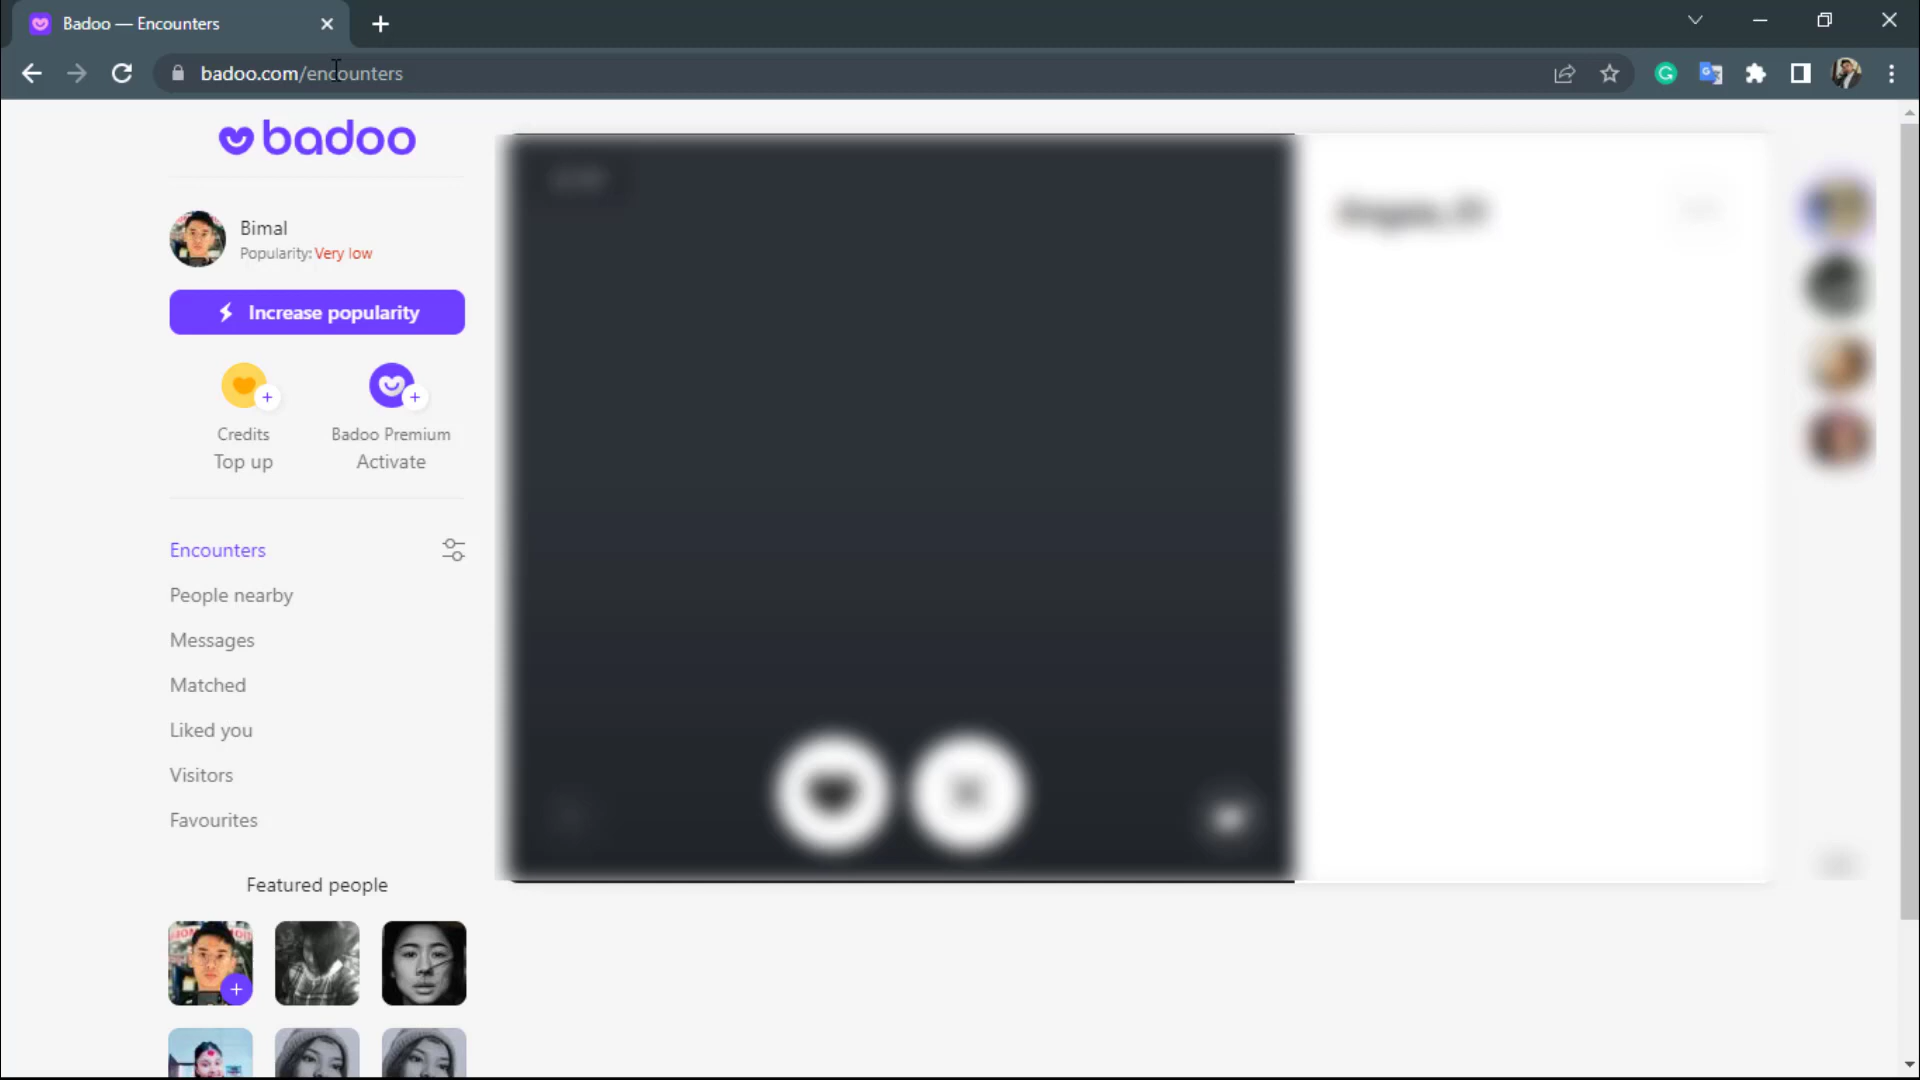 Badoo — Encounters
badoo.com/encounters
badoo
Bimal
Popularity: Very low
Increase popularity
Credits
Top up
Badoo Premium
Activate
Encounters
People nearby
Messages
Matched
Liked you
Visitors
Favourites
Featured people